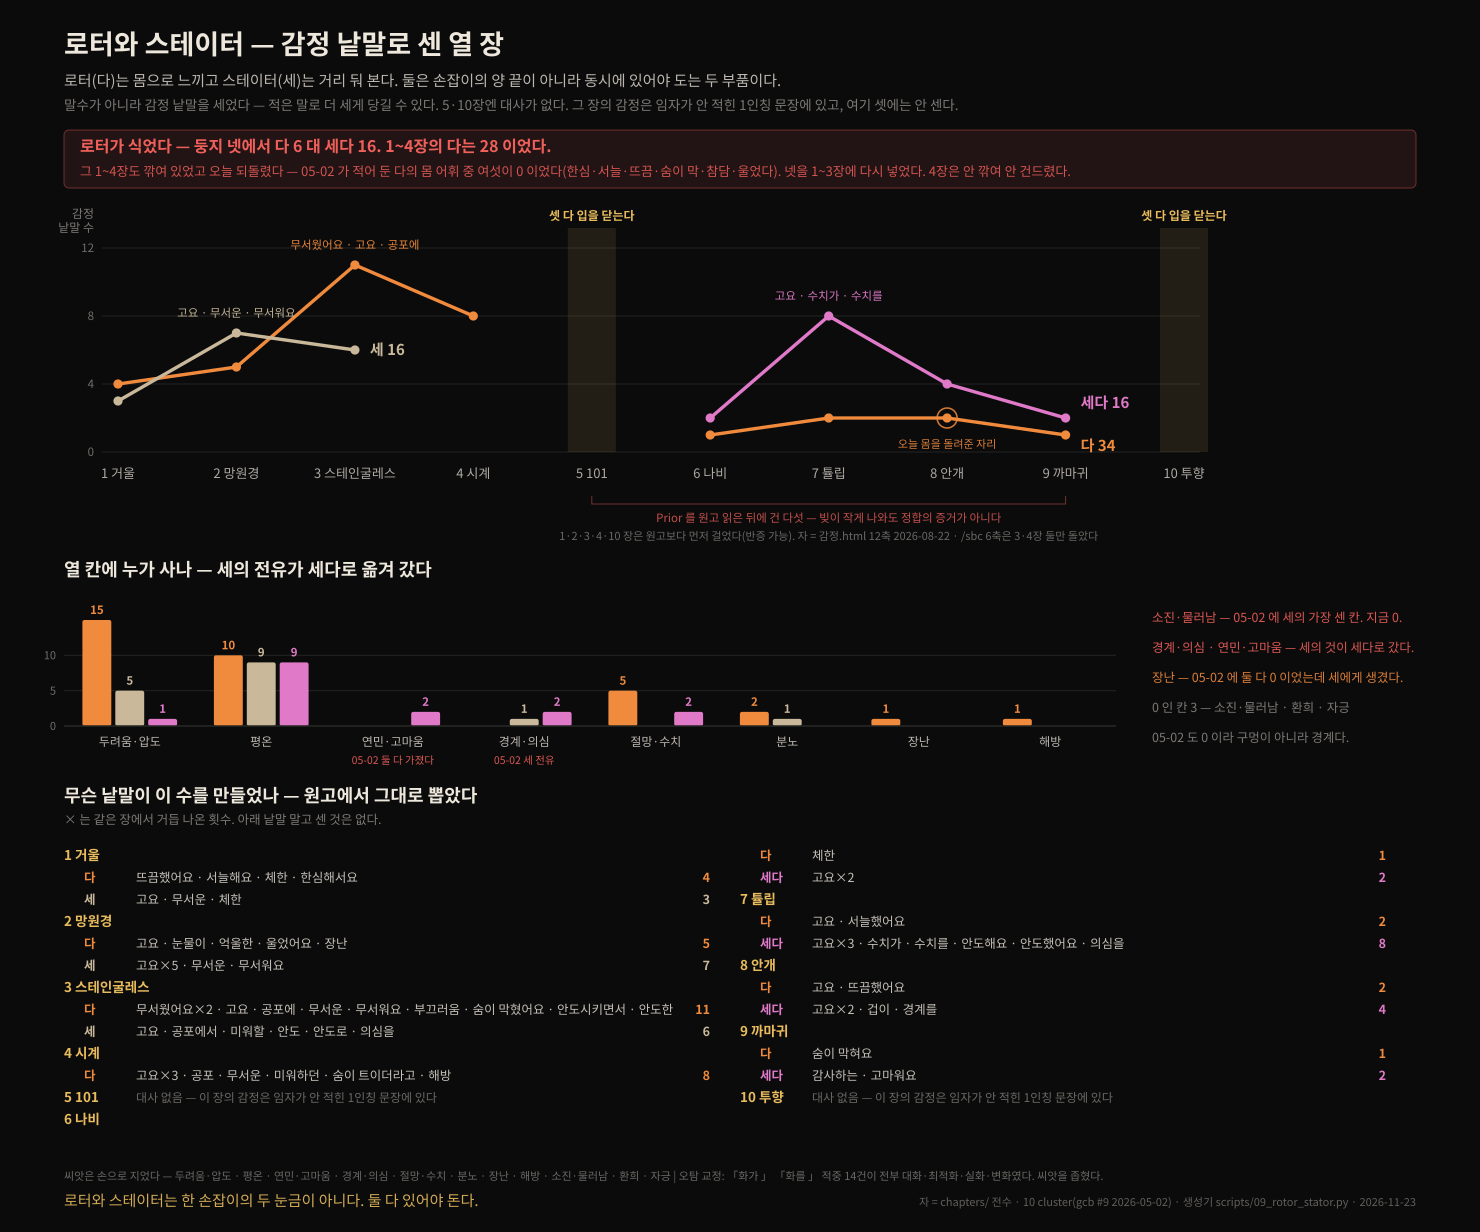 로터와 스테이터 — 감정 낱말로 센 열 장
로터(다)는 몸으로 느끼고 스테이터(세)는 거리 둬 본다. 둘은 손잡이의 양 끝이 아니라 동시에 있어야 도는 두 부품이다.
말수가 아니라 감정 낱말을 세었다 — 적은 말로 더 세게 당길 수 있다. 5·10장엔 대사가 없다. 그 장의 감정은 임자가 안 적힌 1인칭 문장에 있고, 여기 셋에는 안 센다.
로터가 식었다 — 둥지 넷에서 다 6 대 세다 16. 1~4장의 다는 28 이었다.
그 1~4장도 깎여 있었고 오늘 되돌렸다 — 05-02 가 적어 둔 다의 몸 어휘 중 여섯이 0 이었다(한심·서늘·뜨끔·숨이 막·참담·울었다). 넷을 1~3장에 다시 넣었다. 4장은 안 깎여 안 건드렸다.
감정
낱말 수
셋 다 입을 닫는다
셋 다 입을 닫는다
12
8
4
0
무서웠어요 · 고요 · 공포에
고요 · 무서운 · 무서워요
세 16
고요 · 수치가 · 수치를
세다 16
오늘 몸을 돌려준 자리
다 34
1 거울
2 망원경
3 스테인굴레스
4 시계
5 101
6 나비
7 튤립
8 안개
9 까마귀
10 투항
Prior 를 원고 읽은 뒤에 건 다섯 — 빚이 작게 나와도 정합의 증거가 아니다
1·2·3·4·10 장은 원고보다 먼저 걸었다(반증 가능). 자 = 감정.html 12축 2026-08-22 · /sbc 6축은 3·4장 둘만 돌았다
열 칸에 누가 사나 — 세의 전유가 세다로 옮겨 갔다
10
5
0
15
5
1
10
9
9
2
1
2
5
2
2
1
1
1
두려움·압도
평온
연민·고마움
경계·의심
절망·수치
분노
장난
해방
05-02 둘 다 가졌다
05-02 세 전유
소진·물러남 — 05-02 에 세의 가장 센 칸. 지금 0.
경계·의심 · 연민·고마움 — 세의 것이 세다로 갔다.
장난 — 05-02 에 둘 다 0 이었는데 세에게 생겼다.
0 인 칸 3 — 소진·물러남 · 환희 · 자긍
05-02 도 0 이라 구멍이 아니라 경계다.
무슨 낱말이 이 수를 만들었나 — 원고에서 그대로 뽑았다
× 는 같은 장에서 거듭 나온 횟수. 아래 낱말 말고 센 것은 없다.
1 거울
다 뜨끔했어요 · 서늘해요 · 체한 · 한심해서요 4
세 고요 · 무서운 · 체한 3
2 망원경
다 고요 · 눈물이 · 억울한 · 울었어요 · 장난 5
세 고요×5 · 무서운 · 무서워요 7
3 스테인굴레스
다 무서웠어요×2 · 고요 · 공포에 · 무서운 · 무서워요 · 부끄러움 · 숨이 막혔어요 · 안도시키면서 · 안도한 11
세 고요 · 공포에서 · 미워할 · 안도 · 안도로 · 의심을 6
4 시계
다 고요×3 · 공포 · 무서운 · 미워하던 · 숨이 트이더라고 · 해방 8
5 101 대사 없음 — 이 장의 감정은 임자가 안 적힌 1인칭 문장에 있다
6 나비
다 체한 1
세다 고요×2 2
7 튤립
다 고요 · 서늘했어요 2
세다 고요×3 · 수치가 · 수치를 · 안도해요 · 안도했어요 · 의심을 8
8 안개
다 고요 · 뜨끔했어요 2
세다 고요×2 · 겁이 · 경계를 4
9 까마귀
다 숨이 막혀요 1
세다 감사하는 · 고마워요 2
10 투항 대사 없음 — 이 장의 감정은 임자가 안 적힌 1인칭 문장에 있다
씨앗은 손으로 지었다 — 두려움·압도 · 평온 · 연민·고마움 · 경계·의심 · 절망·수치 · 분노 · 장난 · 해방 · 소진·물러남 · 환희 · 자긍 | 오탐 교정: 「화가 」 「화를 」 적중 14건이 전부 대화·최적화·실화·변화였다. 씨앗을 좁혔다.
로터와 스테이터는 한 손잡이의 두 눈금이 아니다. 둘 다 있어야 돈다.
자 = chapters/ 전수 · 10 cluster(gcb #9 2026-05-02) · 생성기 scripts/09_rotor_stator.py · 2026-11-23